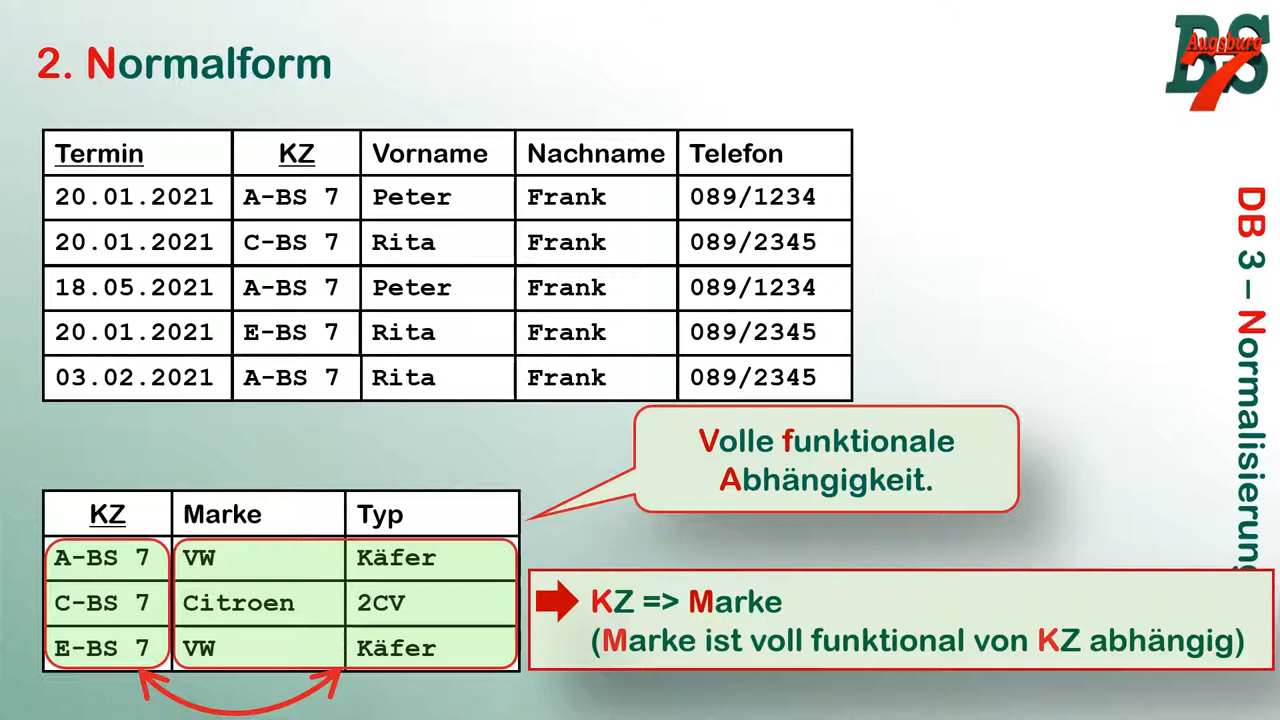 2. Normalform
BS Augsburg 7
Termin KZ Vorname Nachname Telefon
20.01.2021 A-BS 7 Peter Frank 089/1234
20.01.2021 C-BS 7 Rita Frank 089/2345
18.05.2021 A-BS 7 Peter Frank 089/1234
20.01.2021 E-BS 7 Rita Frank 089/2345
03.02.2021 A-BS 7 Rita Frank 089/2345
DB 3 – Normalisierung
Volle funktionale
Abhängigkeit.
KZ Marke Typ
A-BS 7 VW Käfer
C-BS 7 Citroen 2CV
E-BS 7 VW Käfer
KZ => Marke
(Marke ist voll funktional von KZ abhängig)